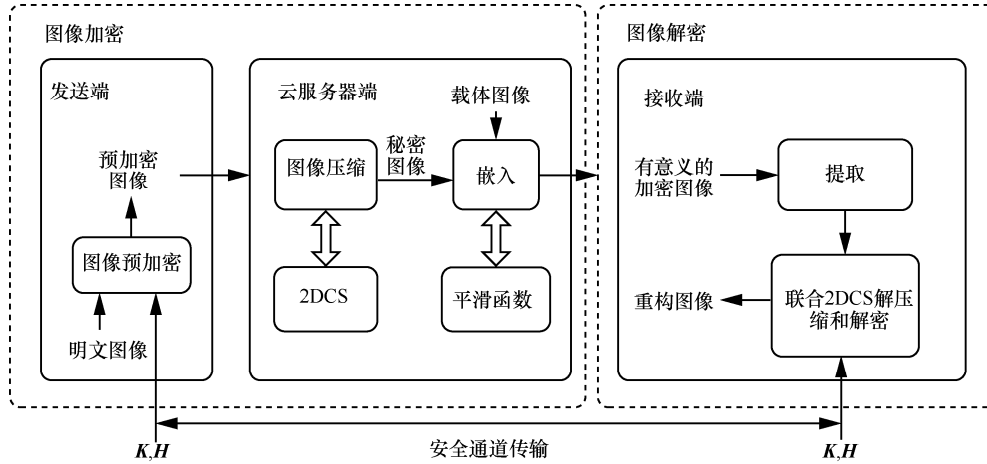 图像加密
发送端
预加密
图像
图像预加密
明文图像
云服务器端
载体图像
图像压缩
秘密
图像
嵌入
2DCS
平滑函数
图像解密
接收端
有意义的
加密图像
提取
重构图像
联合2DCS解压
缩和解密
K,H
安全通道传输
K,H